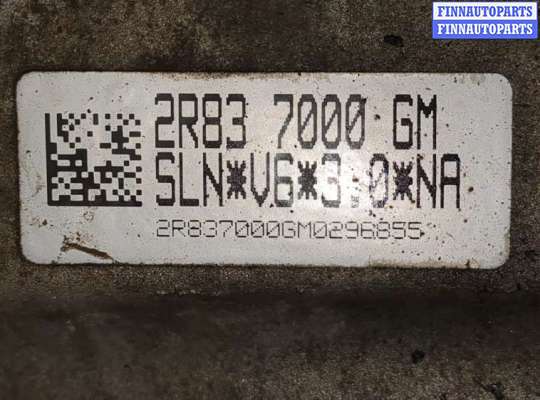 FINNAUTOPARTS
FINNAUTOPARTS
2R83 7000 GM
SLN*V6*3.0*NA
2R837000GM0296855